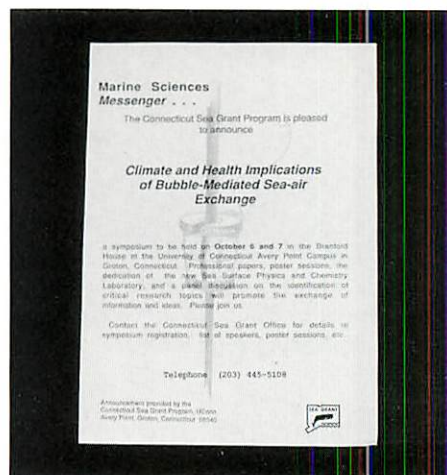 Marine Sciences
Messenger . . .
The Connecticut Sea Grant Program is pleased
to announce
Climate and Health Implications
of Bubble-Mediated Sea-air
Exchange
a symposium to be held on October 6 and 7 in the Branford
House at the University of Connecticut Avery Point Campus in
Groton, Connecticut. Professional papers, poster sessions, the
dedication of the new Sea Surface Physics and Chemistry
Laboratory, and a panel discussion on the identification of
critical research topics will promote the exchange of
information and ideas. Please join us.
Contact the Connecticut Sea Grant Office for details re
symposium registration, list of speakers, poster sessions, etc.
Telephone (203) 445-5108
Announcement provided by the
Connecticut Sea Grant Program, UConn
Avery Point, Groton, Connecticut 06340
SEA GRANT